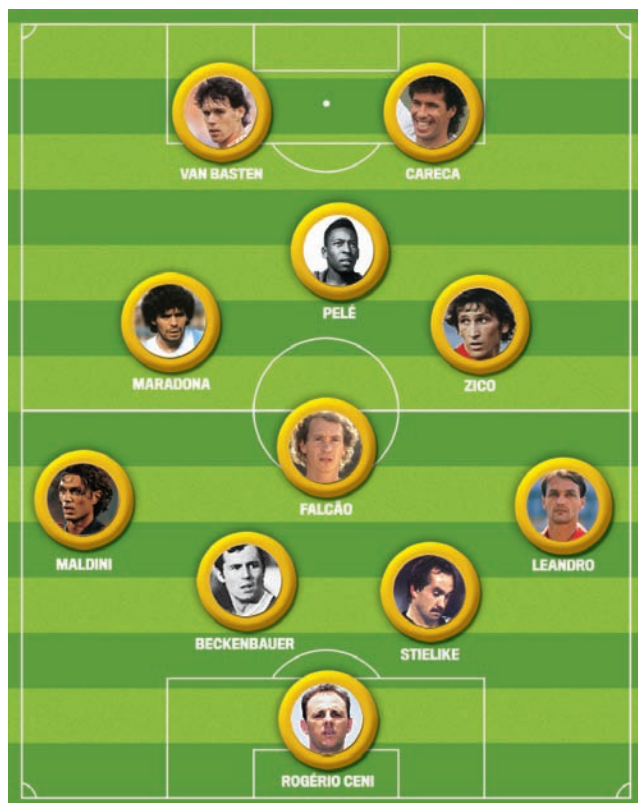 VAN BASTEN
CARECA
PELÉ
MARADONA
ZICO
FALCÃO
MALDINI
LEANDRO
BECKENBAUER
STIELIKE
ROGÉRIO CENI